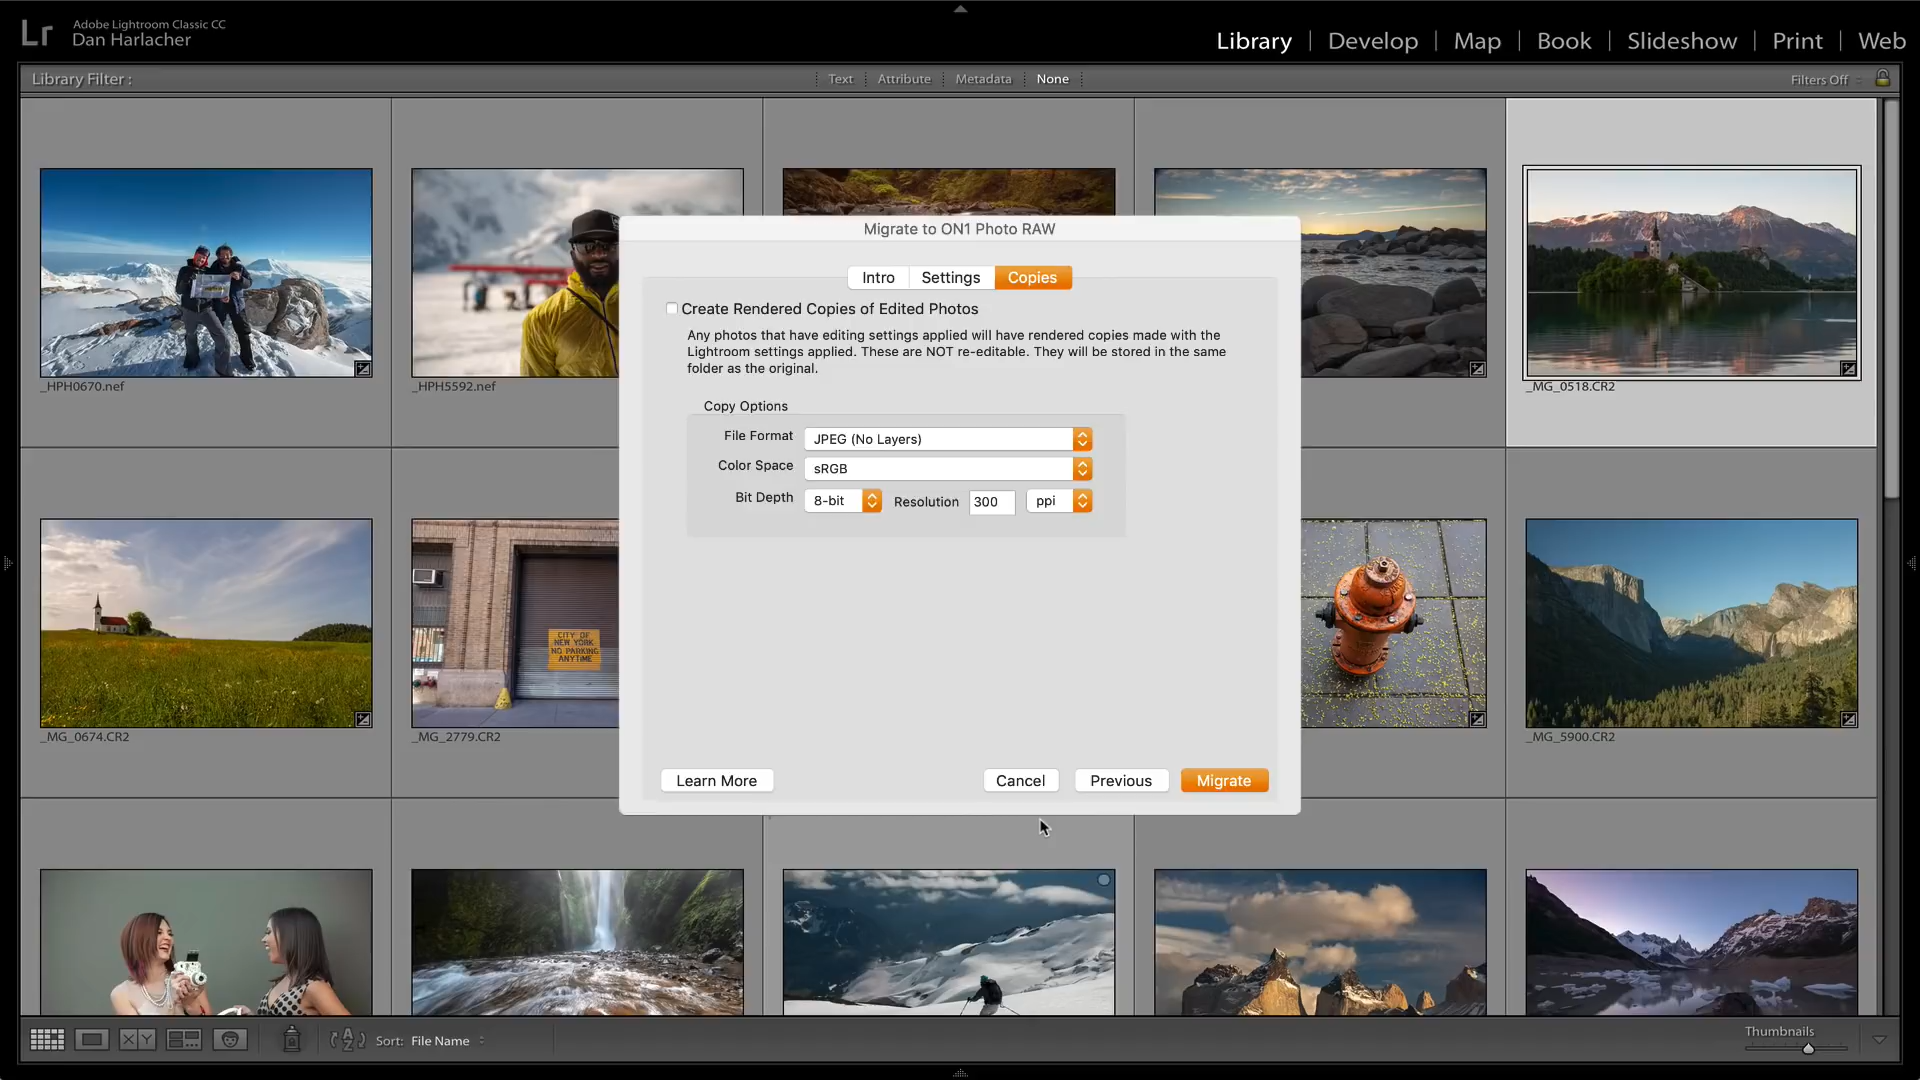 Lr
Adobe Lightroom Classic CC
Dan Harlacher
Library | Develop | Map | Book | Slideshow | Print | Web
Library Filter :
Text
Attribute
Metadata
None
Filters Off
Migrate to ON1 Photo RAW
Intro
Settings
Copies
Create Rendered Copies of Edited Photos
Any photos that have editing settings applied will have rendered copies made with the
Lightroom settings applied. These are NOT re-editable. They will be stored in the same
folder as the original.
Copy Options
File Format
JPEG (No Layers)
Color Space
sRGB
Bit Depth
8-bit
Resolution
300
ppi
Learn More
Cancel
Previous
Migrate
_HPH0670.nef
_HPH5592.nef
_MG_0518.CR2
CITY OF
NEW YORK
NO PARKING
ANYTIME
_MG_0674.CR2
_MG_2779.CR2
_MG_5900.CR2
X Y
A
Z
Sort: File Name
Thumbnails